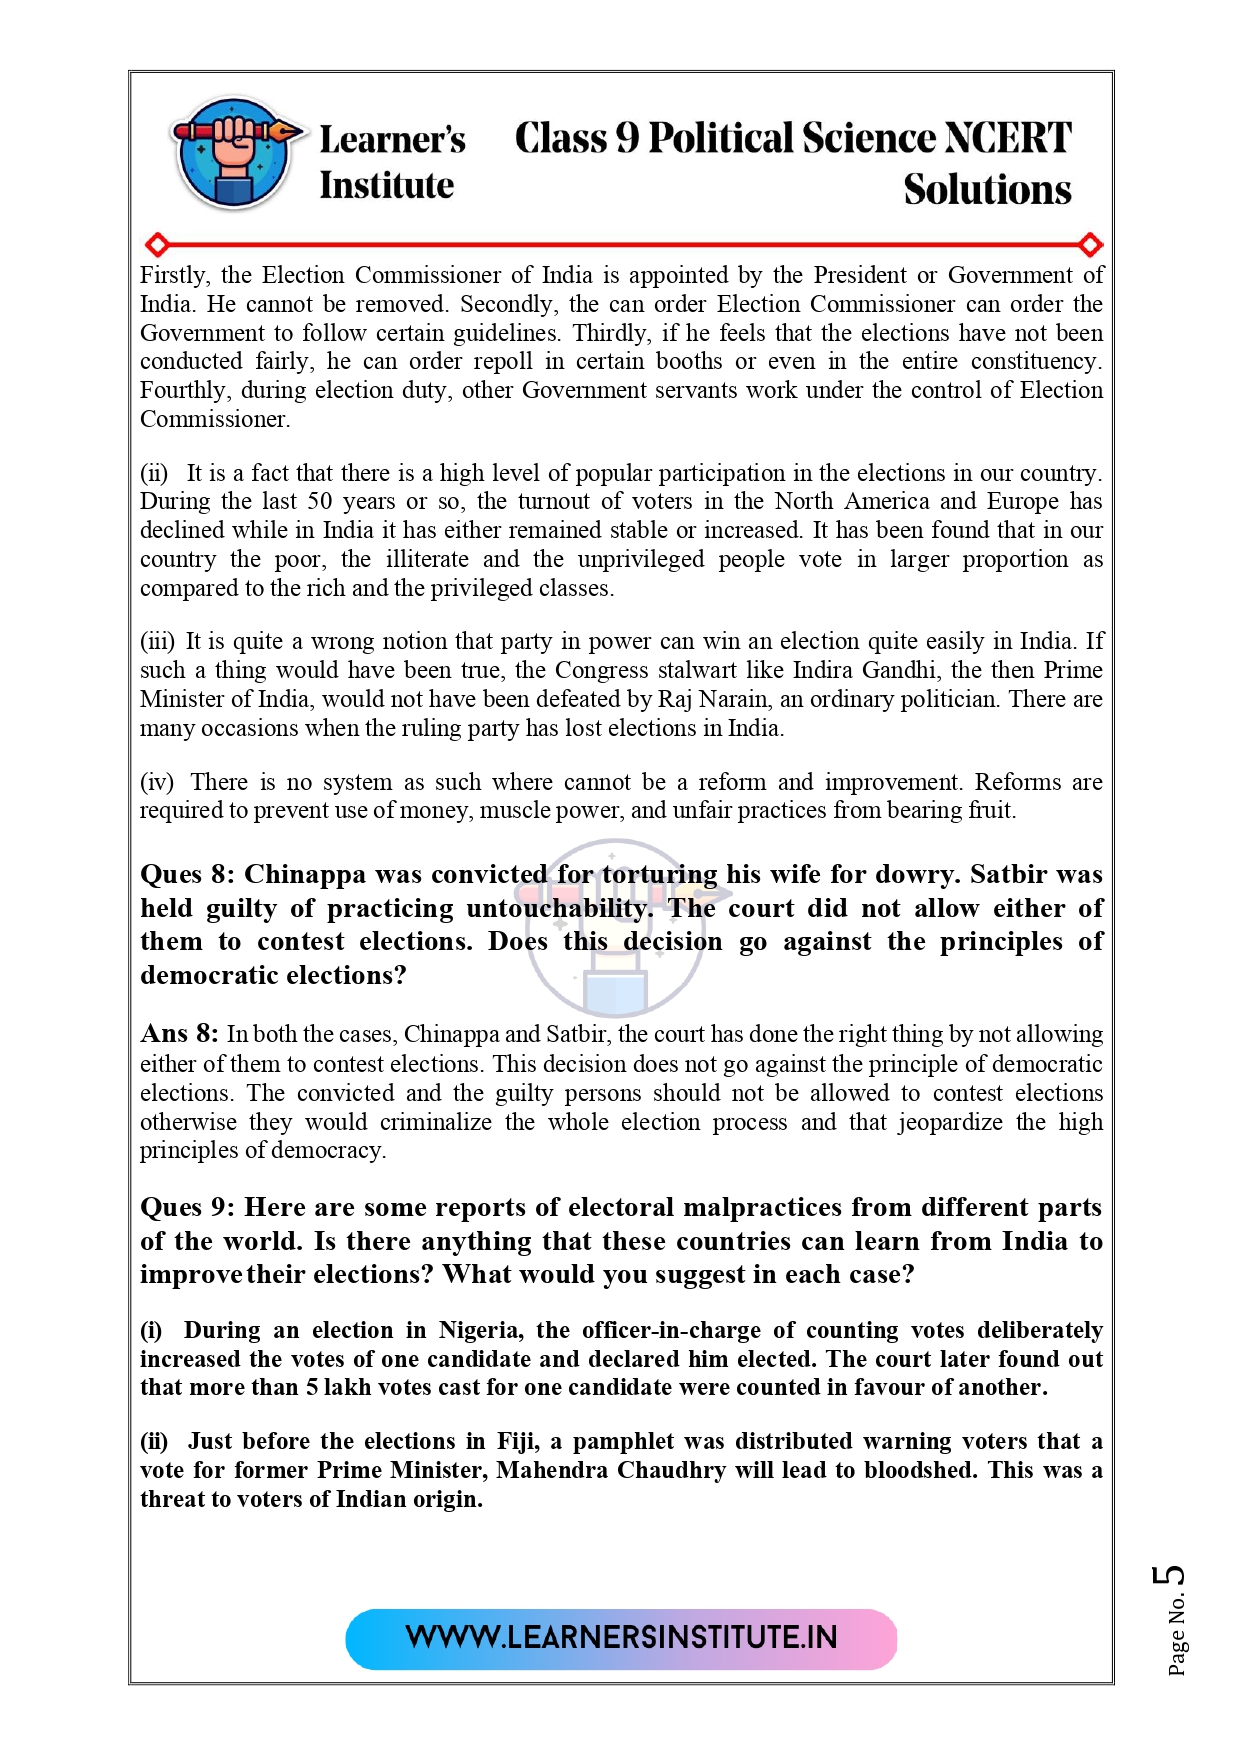 Learner's
Institute
Class 9 Political Science NCERT
Solutions
Firstly, the Election Commissioner of India is appointed by the President or Government of
India. He cannot be removed. Secondly, the can order Election Commissioner can order the
Government to follow certain guidelines. Thirdly, if he feels that the elections have not been
conducted fairly, he can order repoll in certain booths or even in the entire constituency.
Fourthly, during election duty, other Government servants work under the control of Election
Commissioner.
(ii) It is a fact that there is a high level of popular participation in the elections in our country.
During the last 50 years or so, the turnout of voters in the North America and Europe has
declined while in India it has either remained stable or increased. It has been found that in our
country the poor, the illiterate and the unprivileged people vote in larger proportion as
compared to the rich and the privileged classes.
(iii) It is quite a wrong notion that party in power can win an election quite easily in India. If
such a thing would have been true, the Congress stalwart like Indira Gandhi, the then Prime
Minister of India, would not have been defeated by Raj Narain, an ordinary politician. There are
many occasions when the ruling party has lost elections in India.
(iv) There is no system as such where cannot be a reform and improvement. Reforms are
required to prevent use of money, muscle power, and unfair practices from bearing fruit.
Ques 8: Chinappa was convicted for torturing his wife for dowry. Satbir was
held guilty of practicing untouchability. The court did not allow either of
them to contest elections. Does this decision go against the principles of
democratic elections?
Ans 8: In both the cases, Chinappa and Satbir, the court has done the right thing by not allowing
either of them to contest elections. This decision does not go against the principle of democratic
elections. The convicted and the guilty persons should not be allowed to contest elections
otherwise they would criminalize the whole election process and that jeopardize the high
principles of democracy.
Ques 9: Here are some reports of electoral malpractices from different parts
of the world. Is there anything that these countries can learn from India to
improve their elections? What would you suggest in each case?
(i) During an election in Nigeria, the officer-in-charge of counting votes deliberately
increased the votes of one candidate and declared him elected. The court later found out
that more than 5 lakh votes cast for one candidate were counted in favour of another.
(ii) Just before the elections in Fiji, a pamphlet was distributed warning voters that a
vote for former Prime Minister, Mahendra Chaudhry will lead to bloodshed. This was a
threat to voters of Indian origin.
WWW.LEARNERSINSTITUTE.IN
Page No. 5